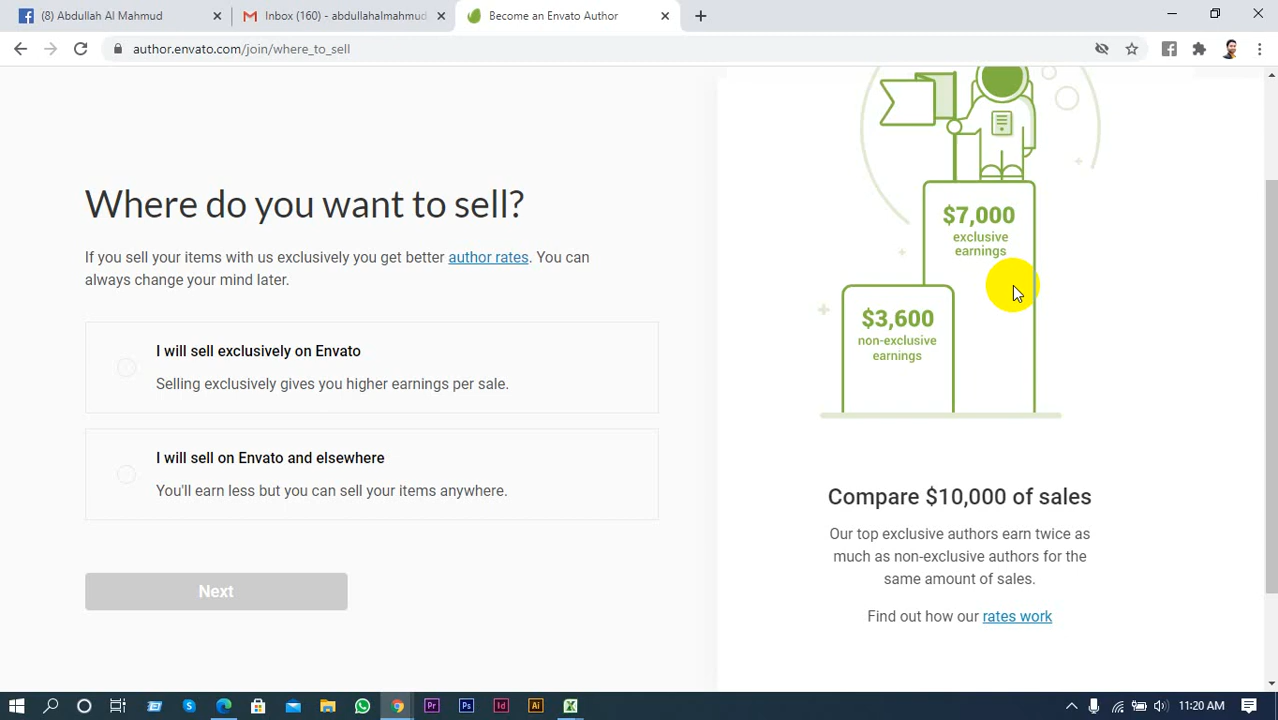 (8) Abdullah Al Mahmud
Inbox (160) - abdullahalmahmud
Become an Envato Author
author.envato.com/join/where_to_sell
Where do you want to sell?
If you sell your items with us exclusively you get better author rates. You can
always change your mind later.
I will sell exclusively on Envato
Selling exclusively gives you higher earnings per sale.
I will sell on Envato and elsewhere
You'll earn less but you can sell your items anywhere.
Next
$7,000
exclusive
earnings
$3,600
non-exclusive
earnings
Compare $10,000 of sales
Our top exclusive authors earn twice as
much as non-exclusive authors for the
same amount of sales.
Find out how our rates work
Pr
Ps
Id
Ai
11:20 AM